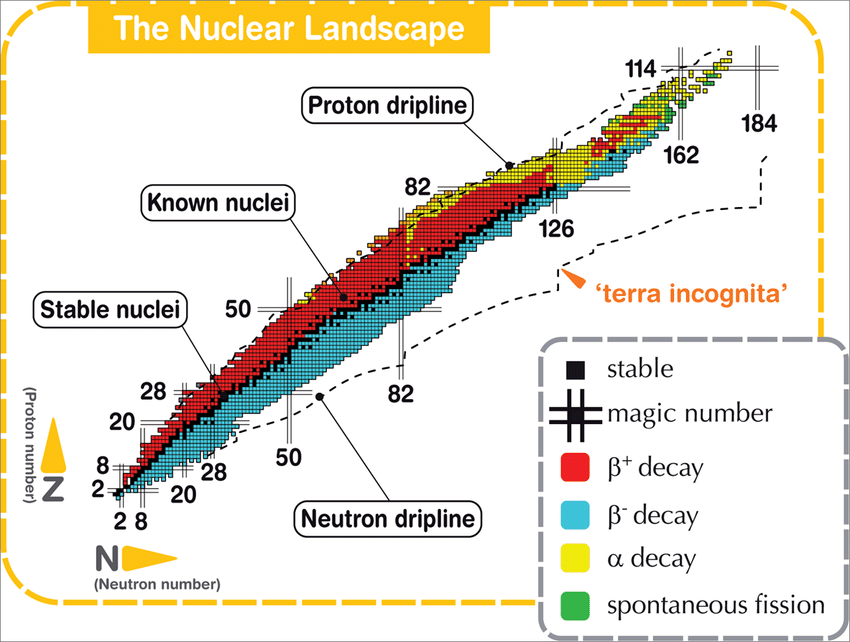 The Nuclear Landscape
114
Proton dripline
184
162
82
Known nuclei
126
'terra incognita'
50
Stable nuclei
stable
28
82
magic number
20
(Proton number)
Z
8
28
50
β+ decay
2
20
2 8
β- decay
Neutron dripline
N
α decay
(Neutron number)
spontaneous fission